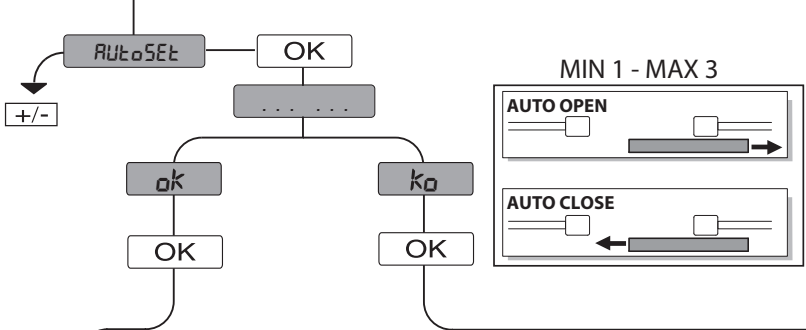 AUtoSEt
OK
MIN 1 - MAX 3
+/-
... ...
AUTO OPEN
ok
ko
AUTO CLOSE
OK
OK